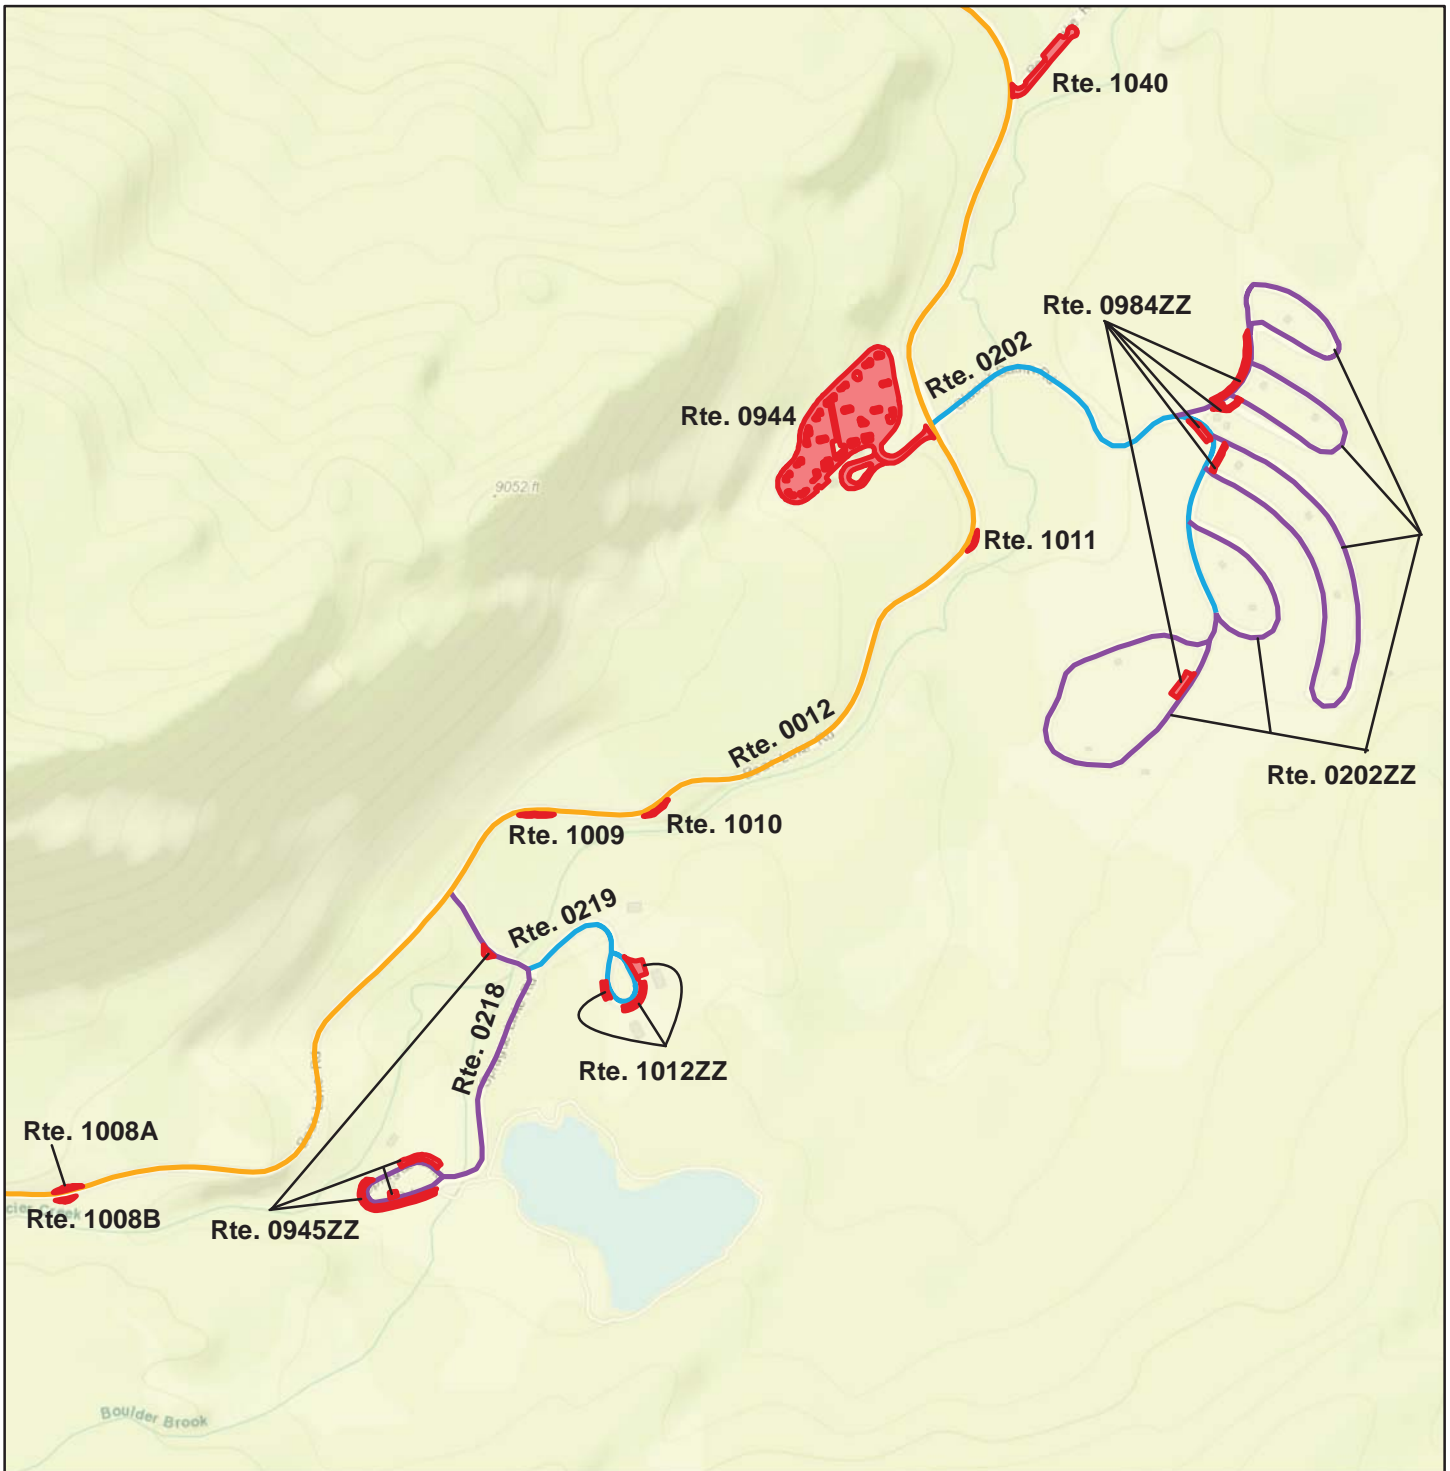 Rte. 1040
Rte. 0984ZZ
Rte. 0202
Rte. 0944
9052 ft
Rte. 1011
Rte. 0012
Rte. 0202ZZ
Rte. 1009
Rte. 1010
Rte. 0219
Rte. 0218
Rte. 1012ZZ
Rte. 1008A
Rte. 1008B
Rte. 0945ZZ
Boulder Brook